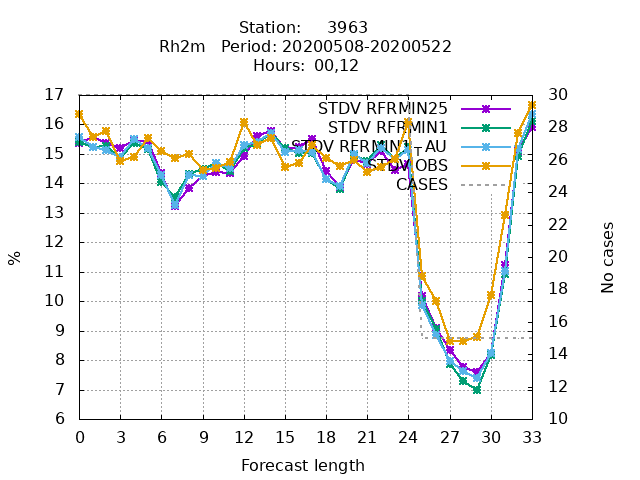 Station: 3963
Rh2m Period: 20200508-20200522
Hours: 00,12
17 30
16 28
15 26
14 24
13 22
12 20
11 18
10 16
9 14
8 12
7 10
6
%
No cases
STDV RFRMIN25
STDV RFRMIN1
STDV RFRMIN1+AU
STDV OBS
CASES
0 3 6 9 12 15 18 21 24 27 30 33
Forecast length